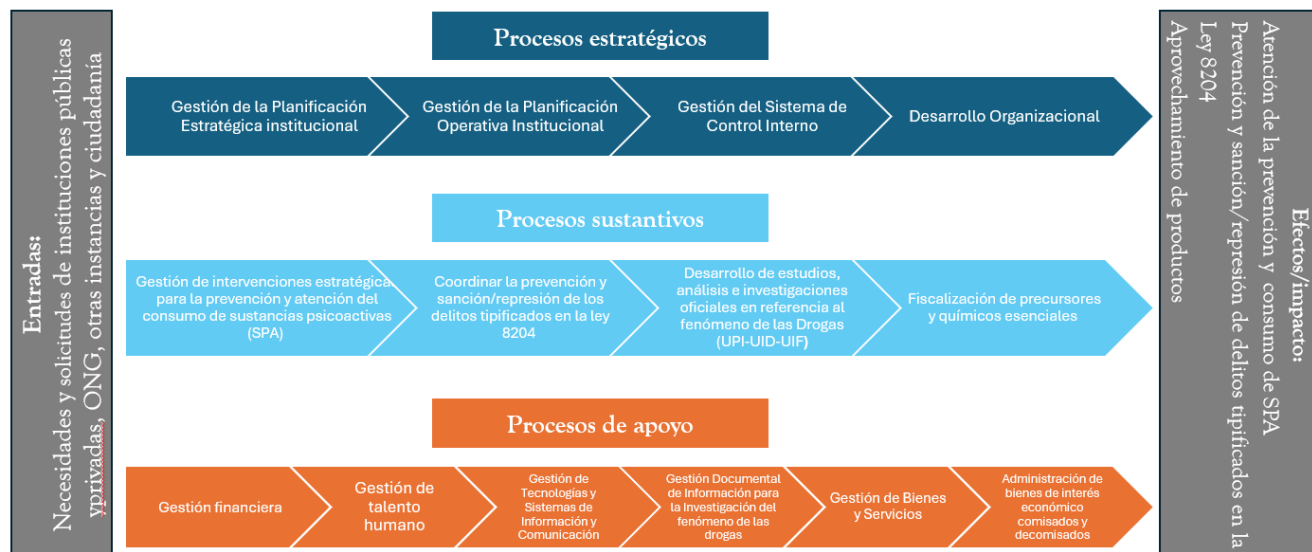 Entradas:
Necesidades y solicitudes de instituciones públicas
yprivadas, ONG, otras instancias y ciudadanía
Procesos estratégicos
Gestión de la Planificación
Estratégica institucional
Gestión de la Planificación
Operativa Institucional
Gestión del Sistema de
Control Interno
Desarrollo Organizacional
Procesos sustantivos
Gestión de intervenciones estratégica
para la prevención y atención del
consumo de sustancias psicoactivas
(SPA)
Coordinar la prevención y
sanción/represión de los
delitos tipificados en la ley
8204
Desarrollo de estudios,
análisis e investigaciones
oficiales en referencia al
fenómeno de las Drogas
(UPI-UID-UIF)
Fiscalización de precursores
y químicos esenciales
Procesos de apoyo
Gestión financiera
Gestión de
talento
humano
Gestión de
Tecnologías y
Sistemas de
Información y
Comunicación
Gestión Documental
de Información para
la Investigación del
fenómeno de las
drogas
Gestión de Bienes
y Servicios
Administración de
bienes de interés
económico
comisados y
decomisados
Efectos/impacto:
Atención de la prevención y consumo de SPA
Prevención y sanción/represión de delitos tipificados en la
Ley 8204
Aprovechamiento de productos